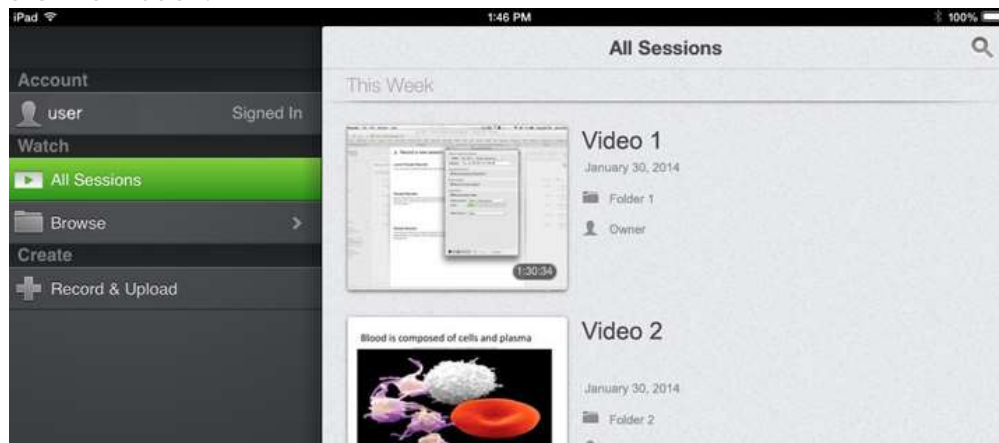 iPad 1:46 PM 100%
Account
user Signed In
Watch
All Sessions
Browse
Create
Record & Upload
All Sessions
This Week
Video 1
January 30, 2014
Folder 1
Owner
1:30:34
Video 2
Blood is composed of cells and plasma
January 30, 2014
Folder 2